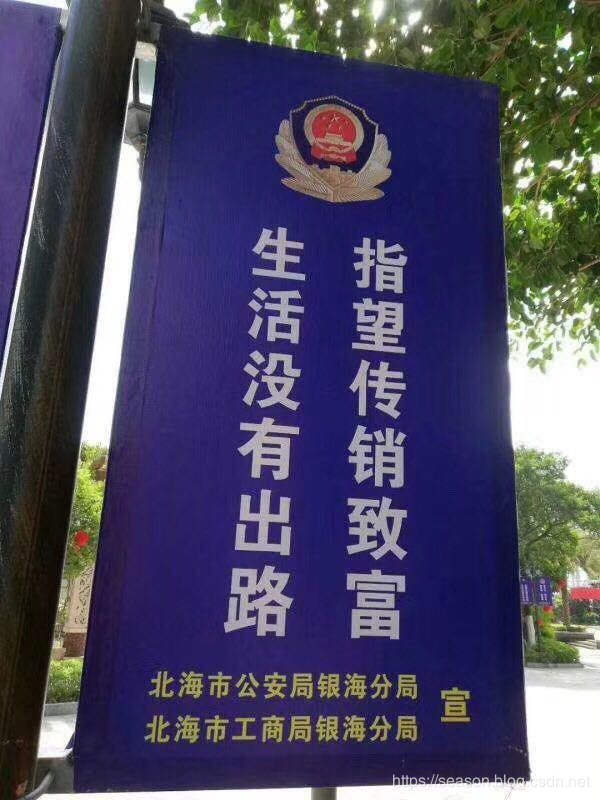 指望传销致富
生活没有出路
北海市公安局银海分局
北海市工商局银海分局
宣
https://season.blog.csdn.net